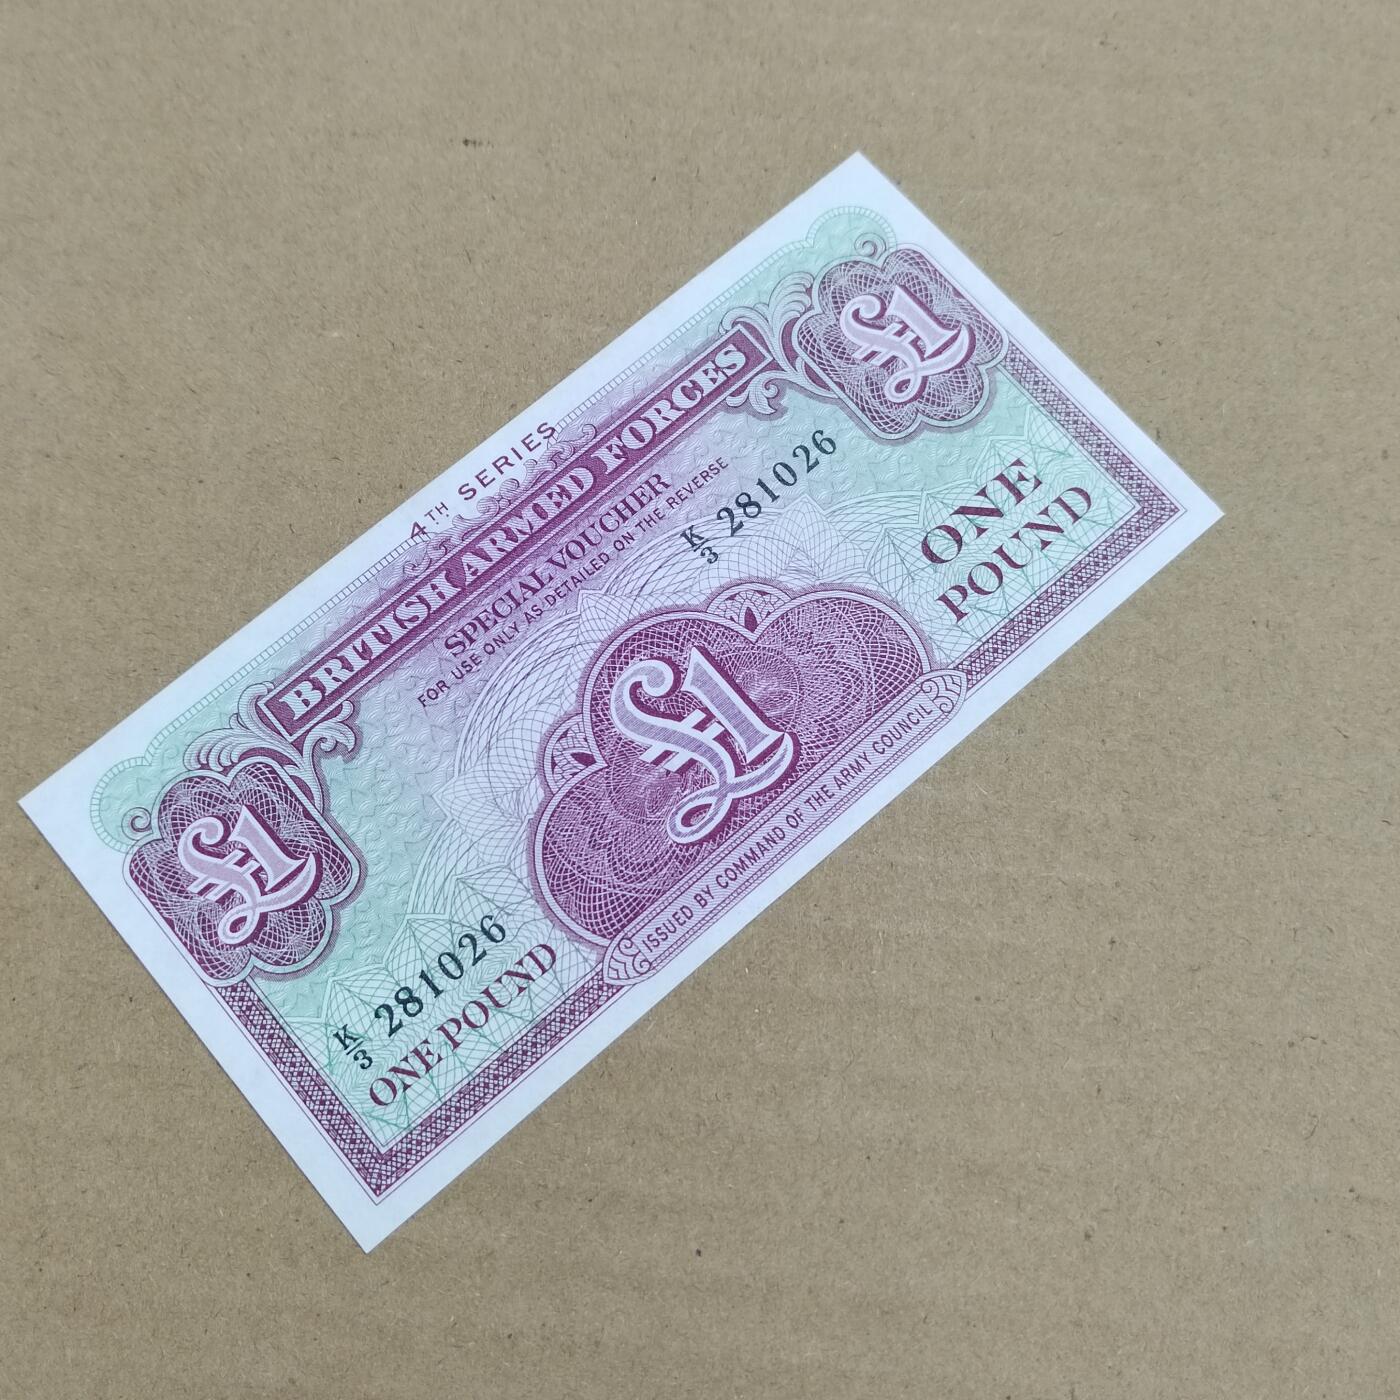 4TH SERIES
BRITISH ARMED FORCES
SPECIAL VOUCHER
FOR USE ONLY AS DETAILED ON THE REVERSE
£1
£1
K/3 281026
ONE
POUND
£1
K/3 281026
ONE POUND
ISSUED BY COMMAND OF THE ARMY COUNCIL